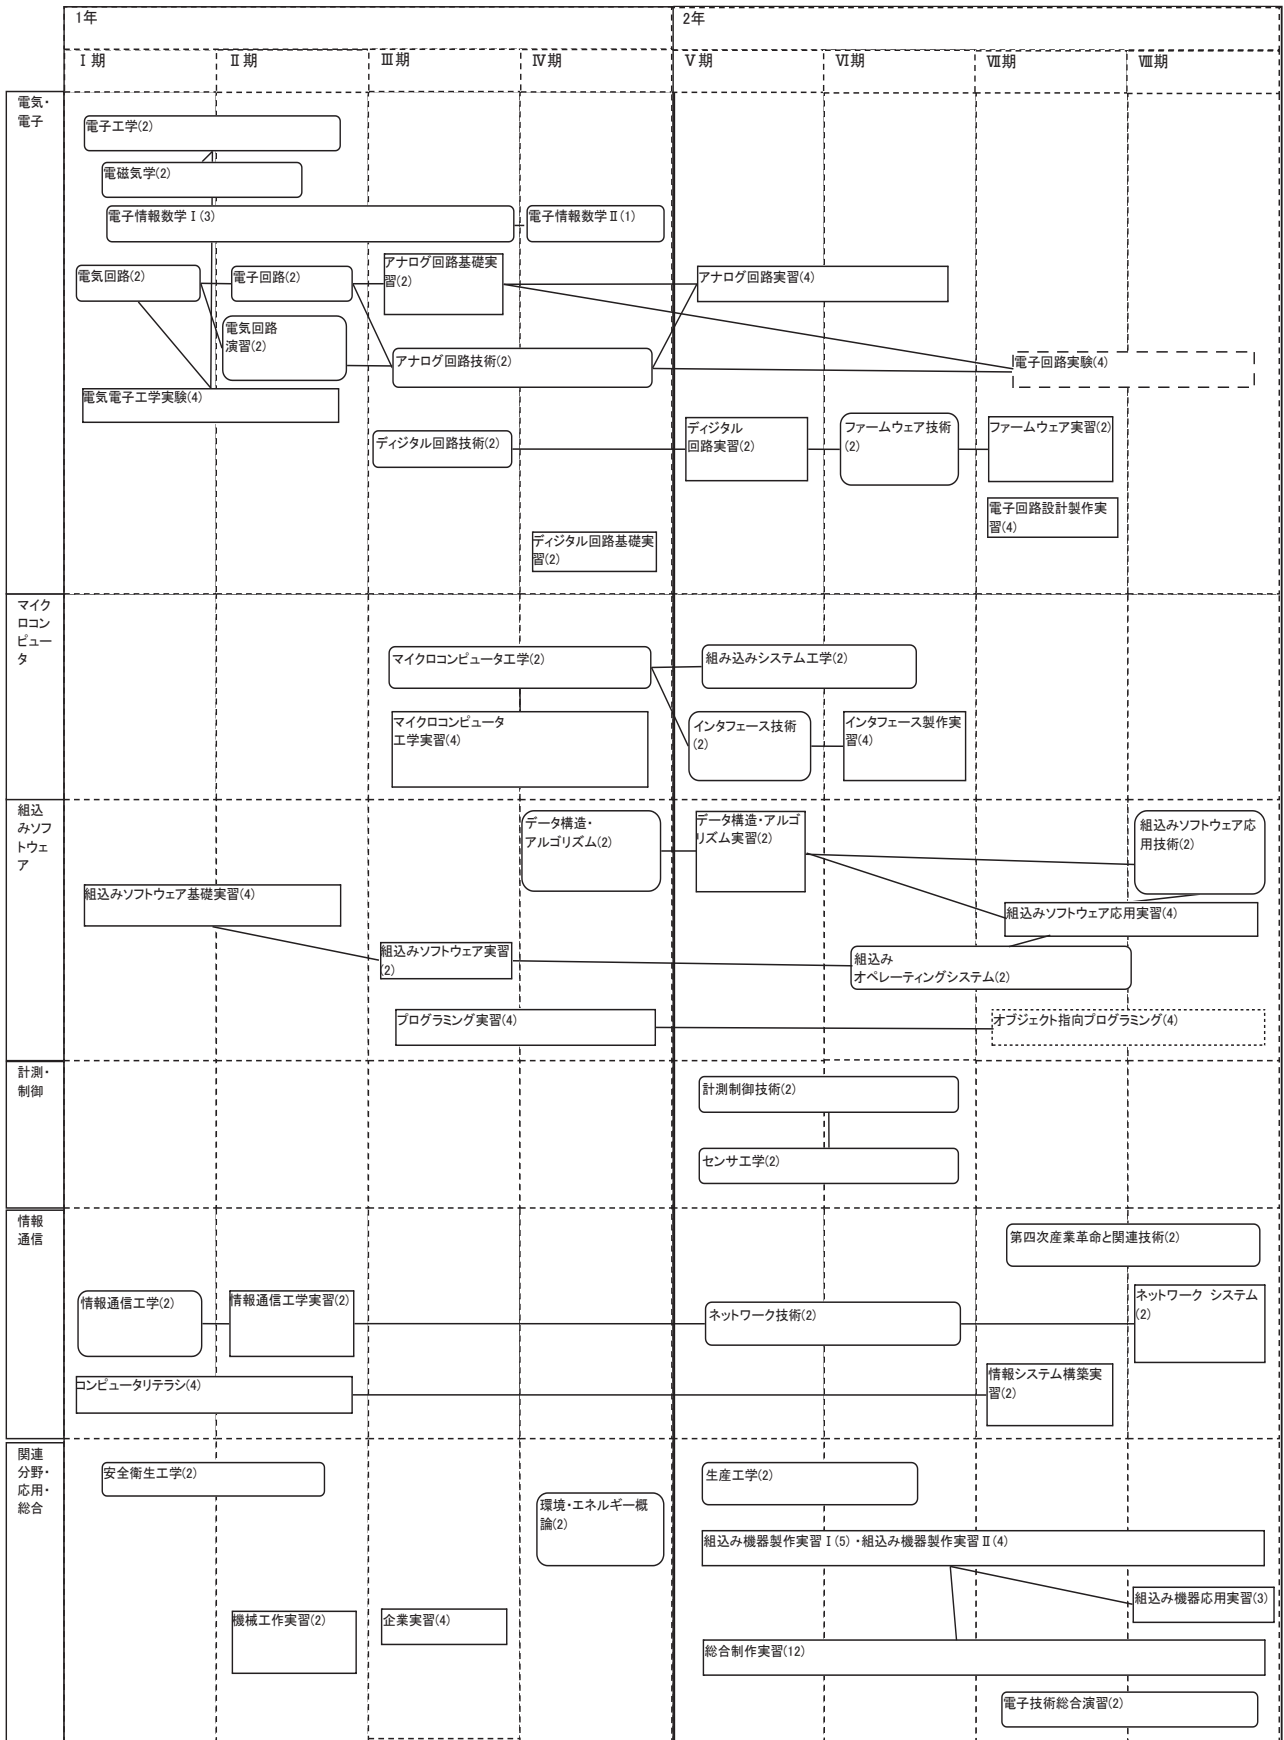 1年
2年
Ⅰ期
Ⅱ期
Ⅲ期
Ⅳ期
Ⅴ期
Ⅵ期
Ⅶ期
Ⅷ期
電気・
電子
電子工学(2)
電磁気学(2)
電子情報数学Ⅰ(3)
電子情報数学Ⅱ(1)
電気回路(2)
電子回路(2)
アナログ回路基礎実
習(2)
アナログ回路実習(4)
電気回路
演習(2)
アナログ回路技術(2)
電子回路実験(4)
電気電子工学実験(4)
ディジタル回路技術(2)
ディジタル
回路実習(2)
ファームウェア技術
(2)
ファームウェア実習(2)
電子回路設計製作実
習(4)
ディジタル回路基礎実
習(2)
マイク
ロコン
ピュー
タ
マイクロコンピュータ工学(2)
組み込みシステム工学(2)
マイクロコンピュータ
工学実習(4)
インタフェース技術
(2)
インタフェース製作実
習(4)
組込
みソフ
トウェ
ア
データ構造・
アルゴリズム(2)
データ構造・アルゴ
リズム実習(2)
組込みソフトウェア応
用技術(2)
組込みソフトウェア基礎実習(4)
組込みソフトウェア応用実習(4)
組込みソフトウェア実習
(2)
組込み
オペレーティングシステム(2)
プログラミング実習(4)
オブジェクト指向プログラミング(4)
計測・
制御
計測制御技術(2)
センサ工学(2)
情報
通信
第四次産業革命と関連技術(2)
情報通信工学(2)
情報通信工学実習(2)
ネットワーク技術(2)
ネットワーク システム
(2)
コンピュータリテラシ(4)
情報システム構築実
習(2)
関連
分野・
応用・
総合
安全衛生工学(2)
生産工学(2)
環境・エネルギー概
論(2)
組込み機器製作実習Ⅰ(5)・組込み機器製作実習Ⅱ(4)
組込み機器応用実習(3)
機械工作実習(2)
企業実習(4)
総合制作実習(12)
電子技術総合演習(2)